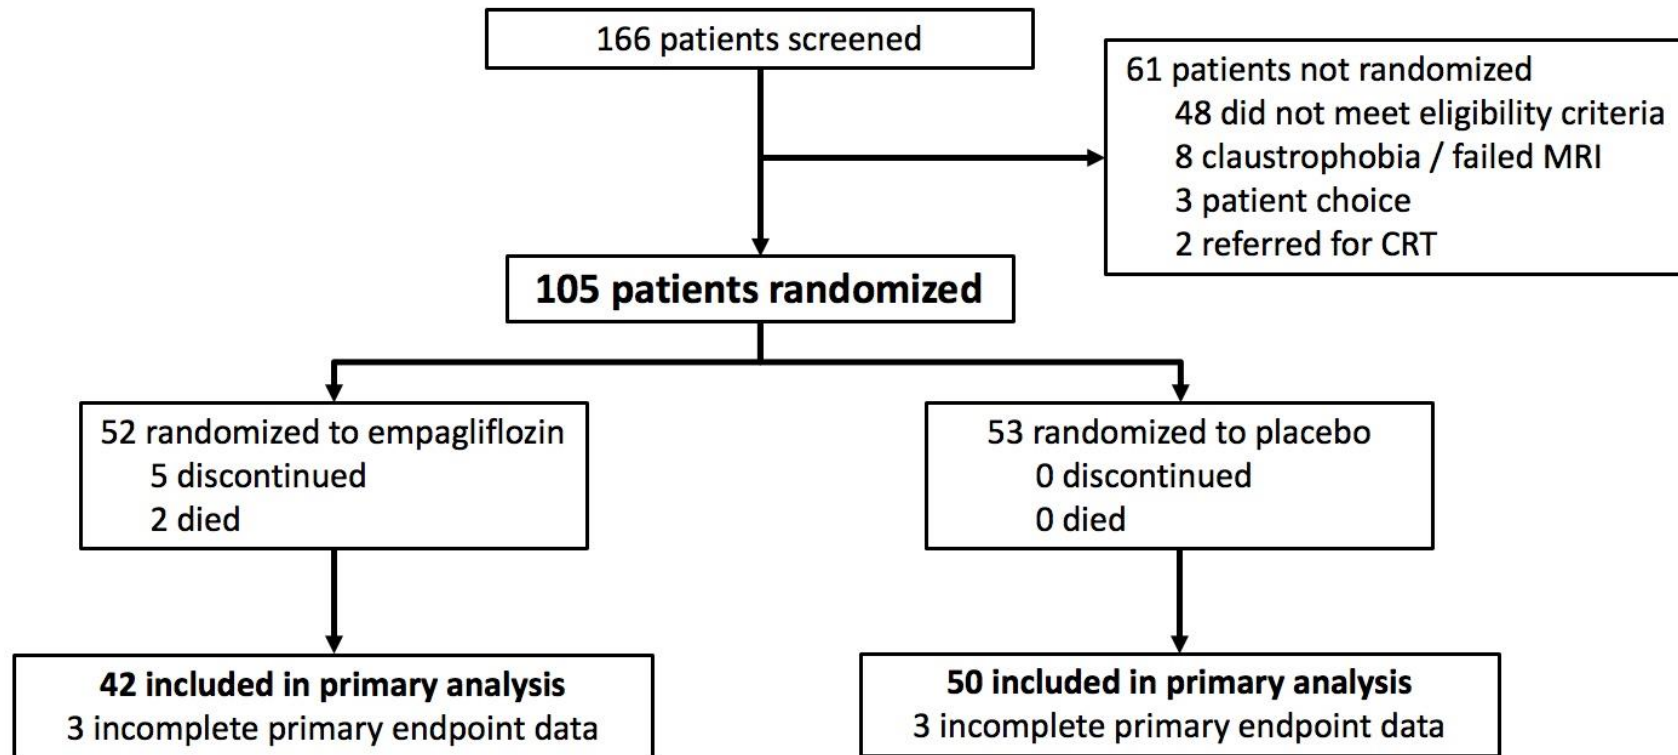 166 patients screened
61 patients not randomized
48 did not meet eligibility criteria
8 claustrophobia / failed MRI
3 patient choice
2 referred for CRT
105 patients randomized
52 randomized to empagliflozin
5 discontinued
2 died
53 randomized to placebo
0 discontinued
0 died
42 included in primary analysis
3 incomplete primary endpoint data
50 included in primary analysis
3 incomplete primary endpoint data